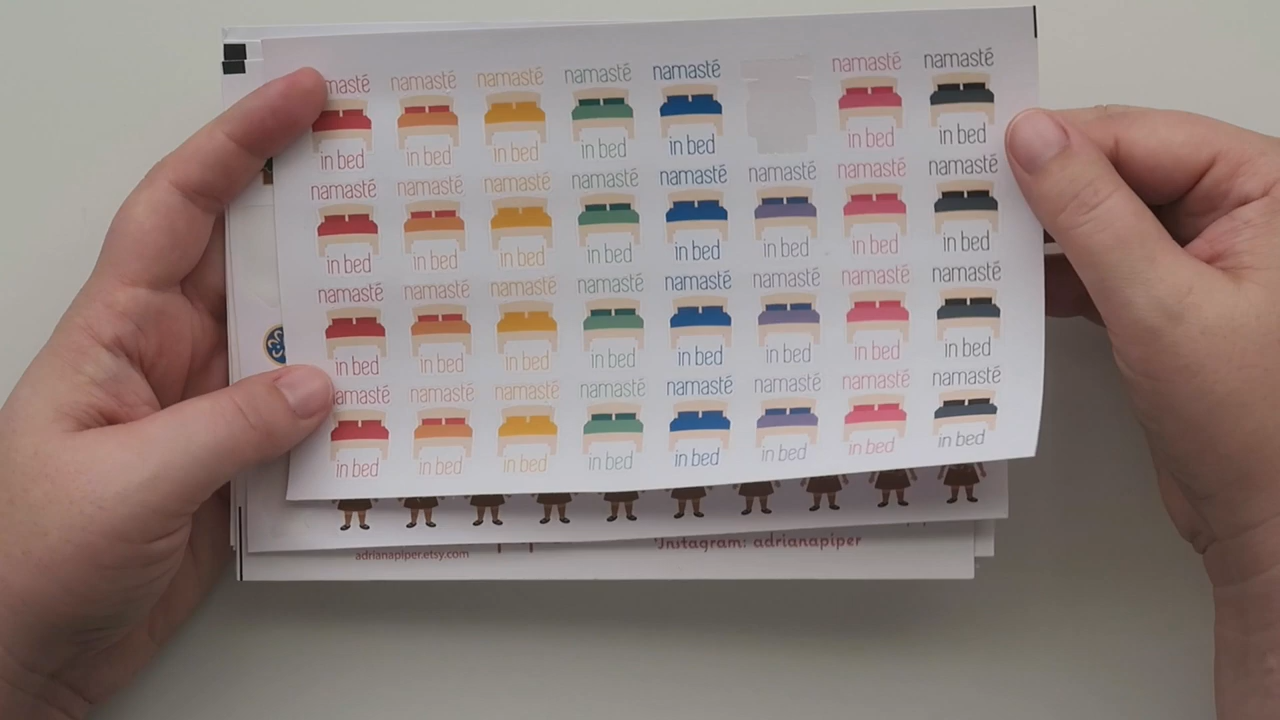 namasté namasté namasté namasté namasté namasté
in bed in bed in bed in bed in bed in bed in bed
namasté namasté namasté namasté namasté namasté namasté namasté
in bed in bed in bed in bed in bed in bed in bed in bed
namasté namasté namasté namasté namasté namasté namasté namasté
in bed in bed in bed in bed in bed in bed in bed in bed
namasté namasté namasté namasté namasté namasté namasté
in bed in bed in bed in bed in bed in bed in bed in bed
adrianapiper.etsy.com
Instagram: adrianapiper